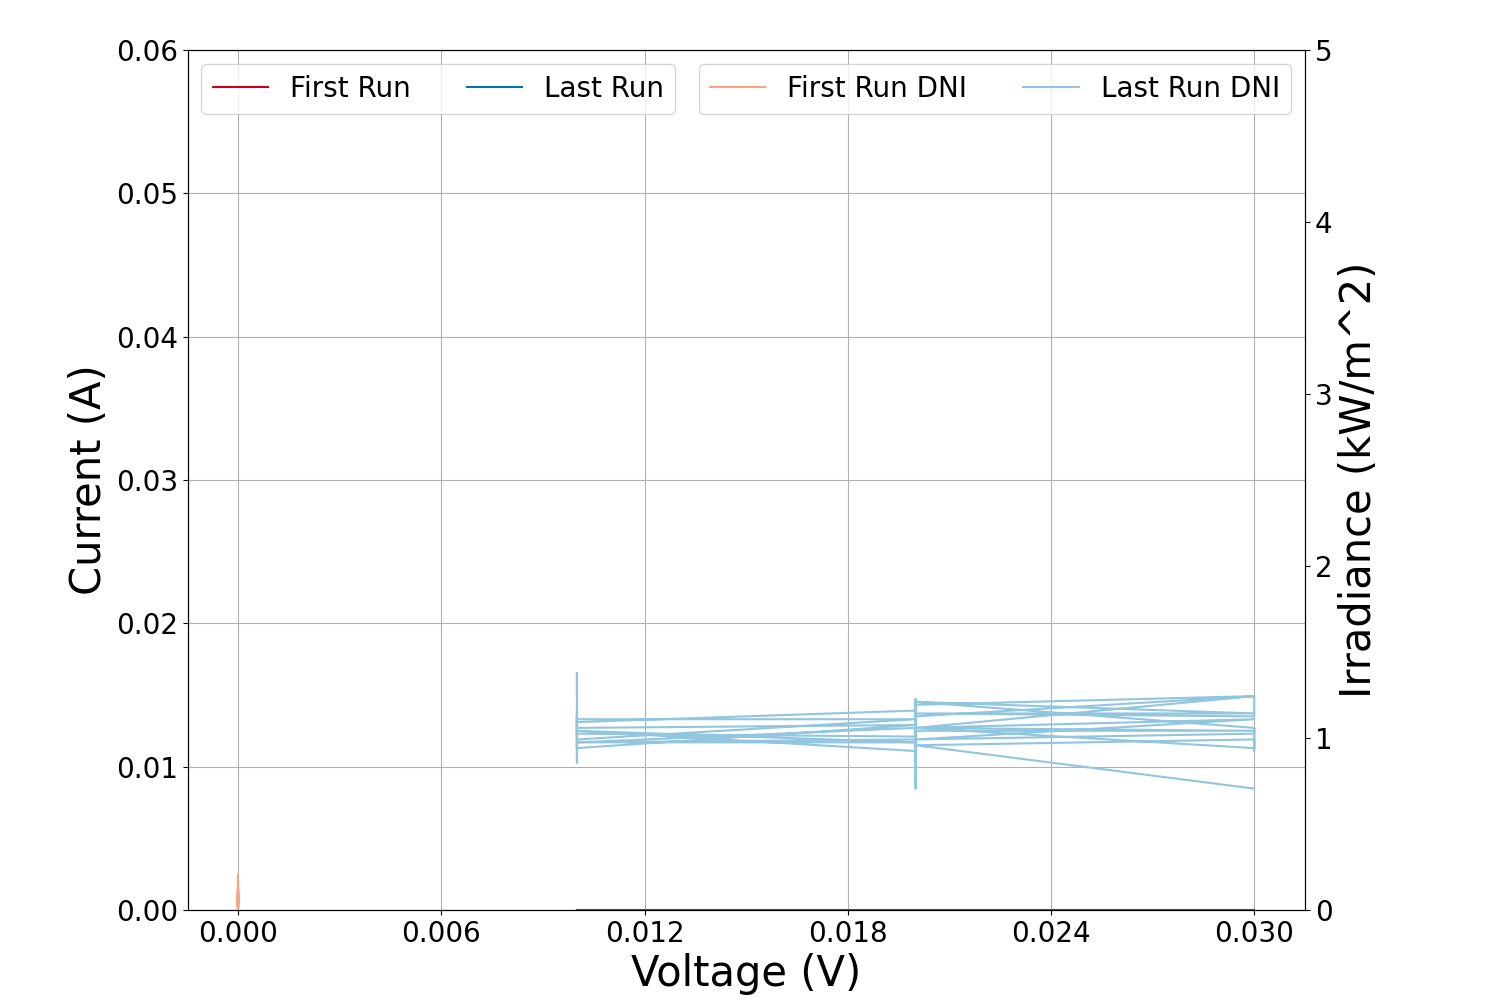 First Run Last Run First Run DNI Last Run DNI
Current (A)
0.06
0.05
0.04
0.03
0.02
0.01
0.00
5
4
3
2
1
0
Irradiance (kW/m^2)
0.000 0.006 0.012 0.018 0.024 0.030
Voltage (V)